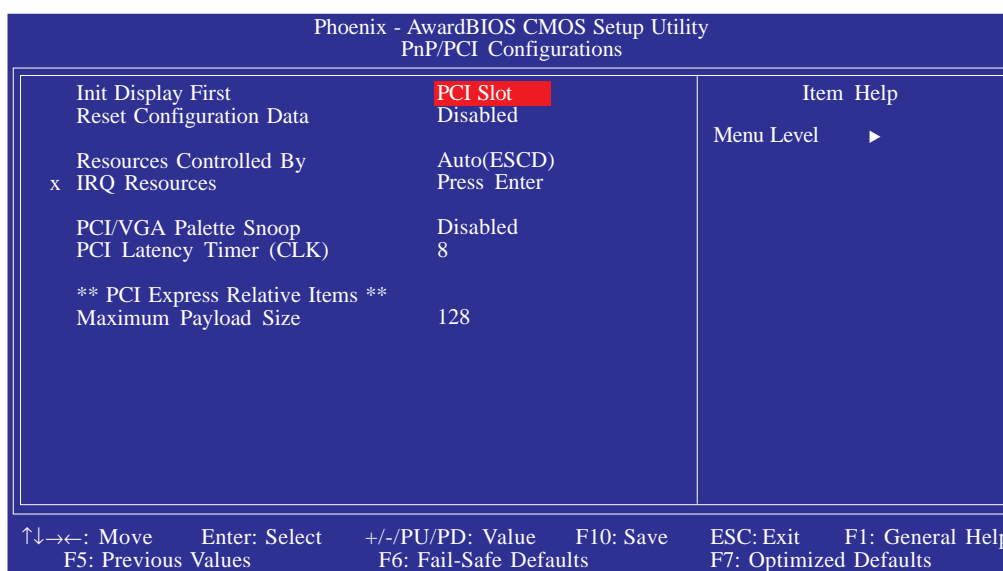 Phoenix - AwardBIOS CMOS Setup Utility
PnP/PCI Configurations
Init Display First PCI Slot
Reset Configuration Data Disabled
Resources Controlled By Auto(ESCD)
x IRQ Resources Press Enter
PCI/VGA Palette Snoop Disabled
PCI Latency Timer (CLK) 8
** PCI Express Relative Items **
Maximum Payload Size 128
Item Help
Menu Level ►
↑↓→←: Move Enter: Select +/-/PU/PD: Value F10: Save ESC: Exit F1: General Help
F5: Previous Values F6: Fail-Safe Defaults F7: Optimized Defaults